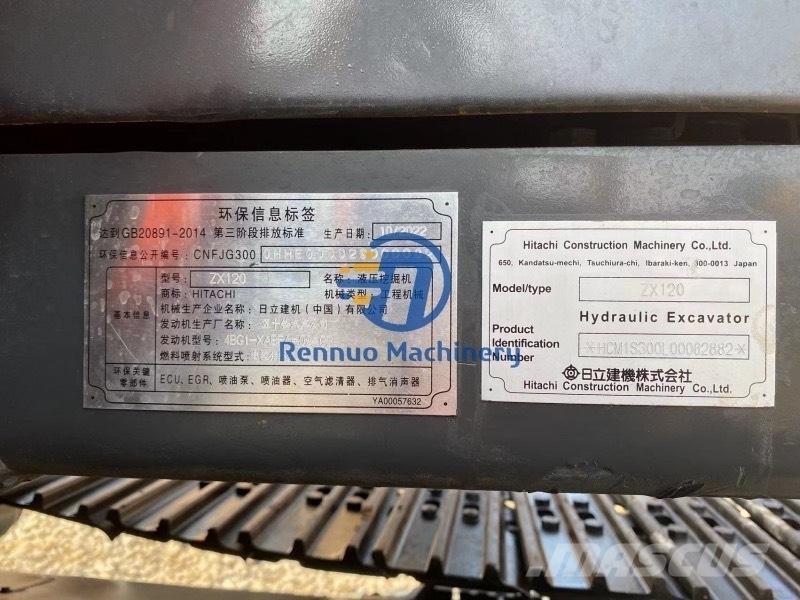 环保信息标签
达到GB20891-2014 第三阶段排放标准 生产日期: 10/2022
环保信息公开编号: CNFJG300
型号: ZX120 名称: 液压挖掘机
商标: HITACHI 机械类型: 工程机械
基本信息
机械生产企业名称: 日立建机(中国)有限公司
发动机生产厂名称:
发动机型号: 4BG1-
燃料喷射系统型式:
环保关键零部件 ECU、EGR、喷油泵、喷油器、空气滤清器、排气消声器
YA00057632
Hitachi Construction Machinery Co.,Ltd.
650, Kandatsu-mechi, Tsuchiura-chi, Ibaraki-ken, 300-0013 Japan
Model/type ZX120
Hydraulic Excavator
Product Identification Number ✕HCM1S300L00062882✕
日立建機株式会社
Hitachi Construction Machinery Co.,Ltd.
Rennuo Machinery
MASCUS